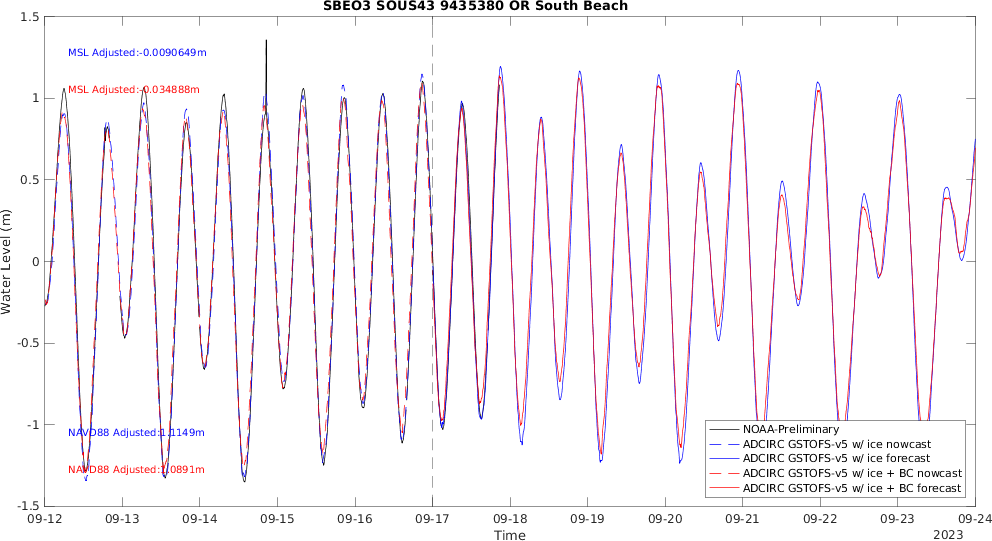 SBEO3 SOUS43 9435380 OR South Beach
1.5
1
0.5
0
-0.5
-1
-1.5
Water Level (m)
MSL Adjusted:-0.0090649m
MSL Adjusted:-0.034888m
NAVD88 Adjusted:1.1149m
NAVD88 Adjusted:1.0891m
NOAA-Preliminary
ADCIRC GSTOFS-v5 w/ ice nowcast
ADCIRC GSTOFS-v5 w/ ice forecast
ADCIRC GSTOFS-v5 w/ ice + BC nowcast
ADCIRC GSTOFS-v5 w/ ice + BC forecast
09-12 09-13 09-14 09-15 09-16 09-17 09-18 09-19 09-20 09-21 09-22 09-23 09-24
Time
2023